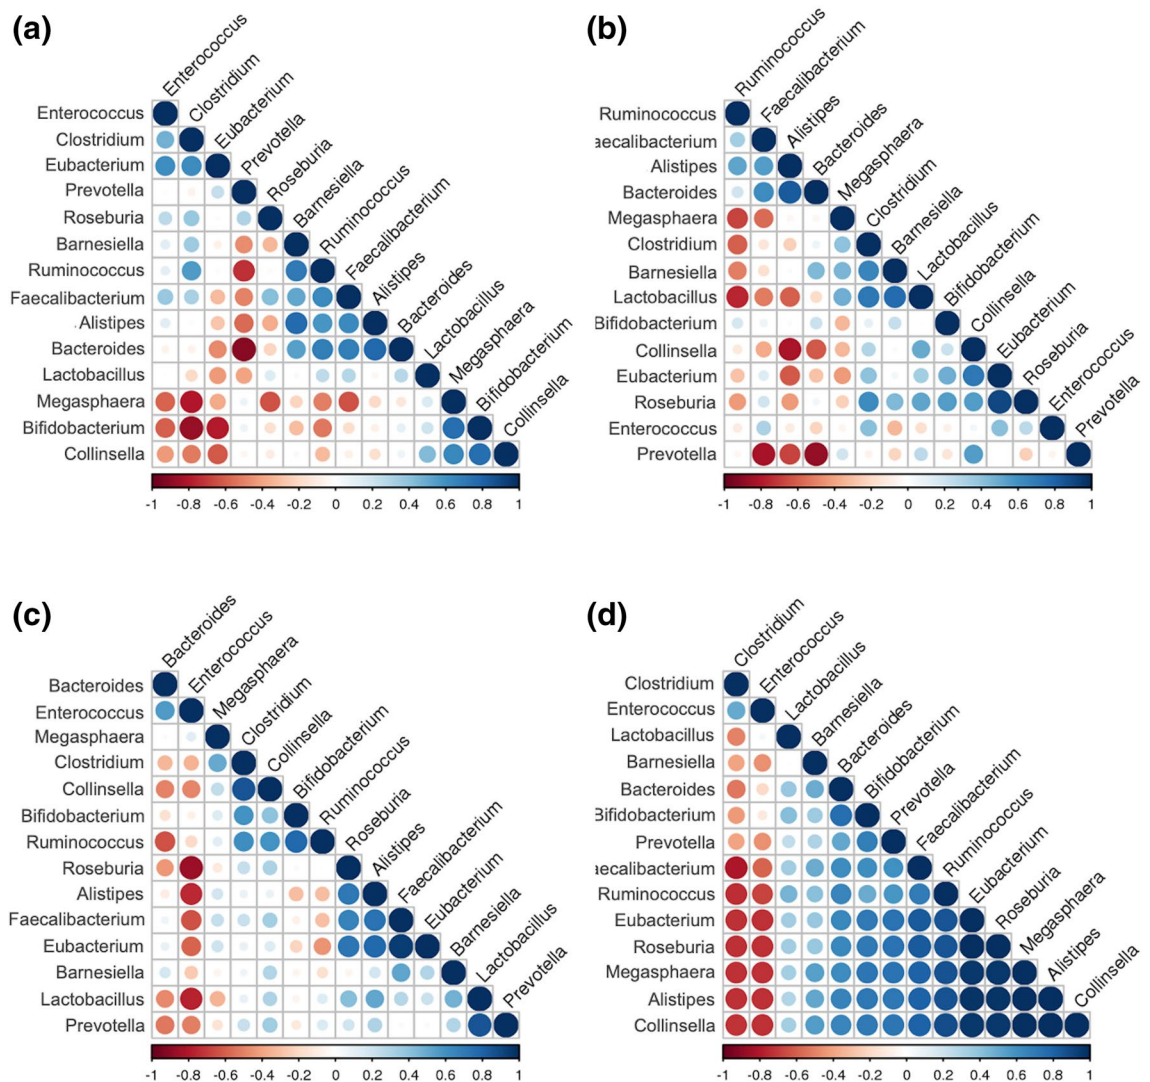 (a)
Enterococcus
Clostridium
Eubacterium
Prevotella
Roseburia
Barnesiella
Ruminococcus
Faecalibacterium
Alistipes
Bacteroides
Lactobacillus
Megasphaera
Bifidobacterium
Collinsella
Enterococcus
Clostridium
Eubacterium
Prevotella
Roseburia
Barnesiella
Ruminococcus
Faecalibacterium
Alistipes
Bacteroides
Lactobacillus
Megasphaera
Bifidobacterium
Collinsella
-1 -0.8 -0.6 -0.4 -0.2 0 0.2 0.4 0.6 0.8 1
(b)
Ruminococcus
Faecalibacterium
Alistipes
Bacteroides
Megasphaera
Clostridium
Barnesiella
Lactobacillus
Bifidobacterium
Collinsella
Eubacterium
Roseburia
Enterococcus
Prevotella
Ruminococcus
aecalibacterium
Alistipes
Bacteroides
Megasphaera
Clostridium
Barnesiella
Lactobacillus
Bifidobacterium
Collinsella
Eubacterium
Roseburia
Enterococcus
Prevotella
-1 -0.8 -0.6 -0.4 -0.2 0 0.2 0.4 0.6 0.8 1
(c)
Bacteroides
Enterococcus
Megasphaera
Clostridium
Collinsella
Bifidobacterium
Ruminococcus
Roseburia
Alistipes
Faecalibacterium
Eubacterium
Barnesiella
Lactobacillus
Prevotella
Bacteroides
Enterococcus
Megasphaera
Clostridium
Collinsella
Bifidobacterium
Ruminococcus
Roseburia
Alistipes
Faecalibacterium
Eubacterium
Barnesiella
Lactobacillus
Prevotella
-1 -0.8 -0.6 -0.4 -0.2 0 0.2 0.4 0.6 0.8 1
(d)
Clostridium
Enterococcus
Lactobacillus
Barnesiella
Bacteroides
Bifidobacterium
Prevotella
Faecalibacterium
Ruminococcus
Eubacterium
Roseburia
Megasphaera
Alistipes
Collinsella
Clostridium
Enterococcus
Lactobacillus
Barnesiella
Bacteroides
Bifidobacterium
Prevotella
aecalibacterium
Ruminococcus
Eubacterium
Roseburia
Megasphaera
Alistipes
Collinsella
-1 -0.8 -0.6 -0.4 -0.2 0 0.2 0.4 0.6 0.8 1